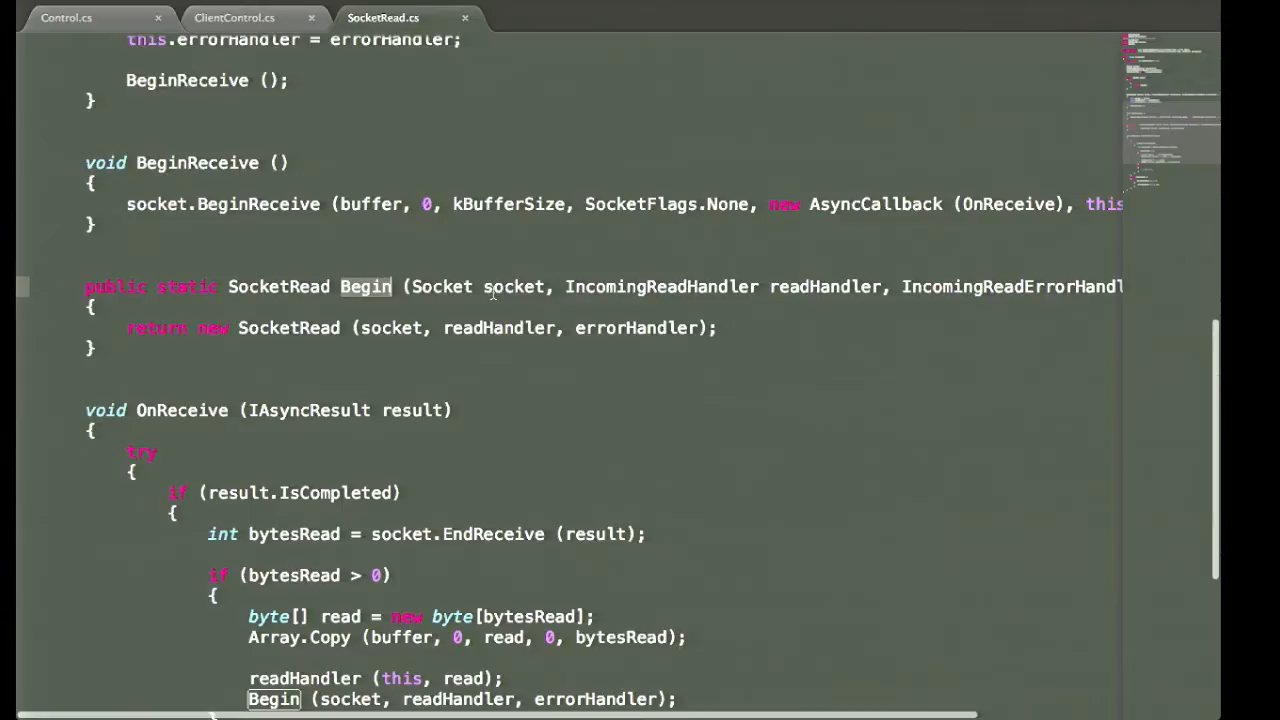 Control.cs × ClientControl.cs × SocketRead.cs ×
this.errorHandler = errorHandler;
BeginReceive ();
}
void BeginReceive ()
{
socket.BeginReceive (buffer, 0, kBufferSize, SocketFlags.None, new AsyncCallback (OnReceive), this
}
public static SocketRead Begin (Socket socket, IncomingReadHandler readHandler, IncomingReadErrorHandl
{
return new SocketRead (socket, readHandler, errorHandler);
}
void OnReceive (IAsyncResult result)
{
try
{
if (result.IsCompleted)
{
int bytesRead = socket.EndReceive (result);
if (bytesRead > 0)
{
byte[] read = new byte[bytesRead];
Array.Copy (buffer, 0, read, 0, bytesRead);
readHandler (this, read);
Begin (socket, readHandler, errorHandler);
}